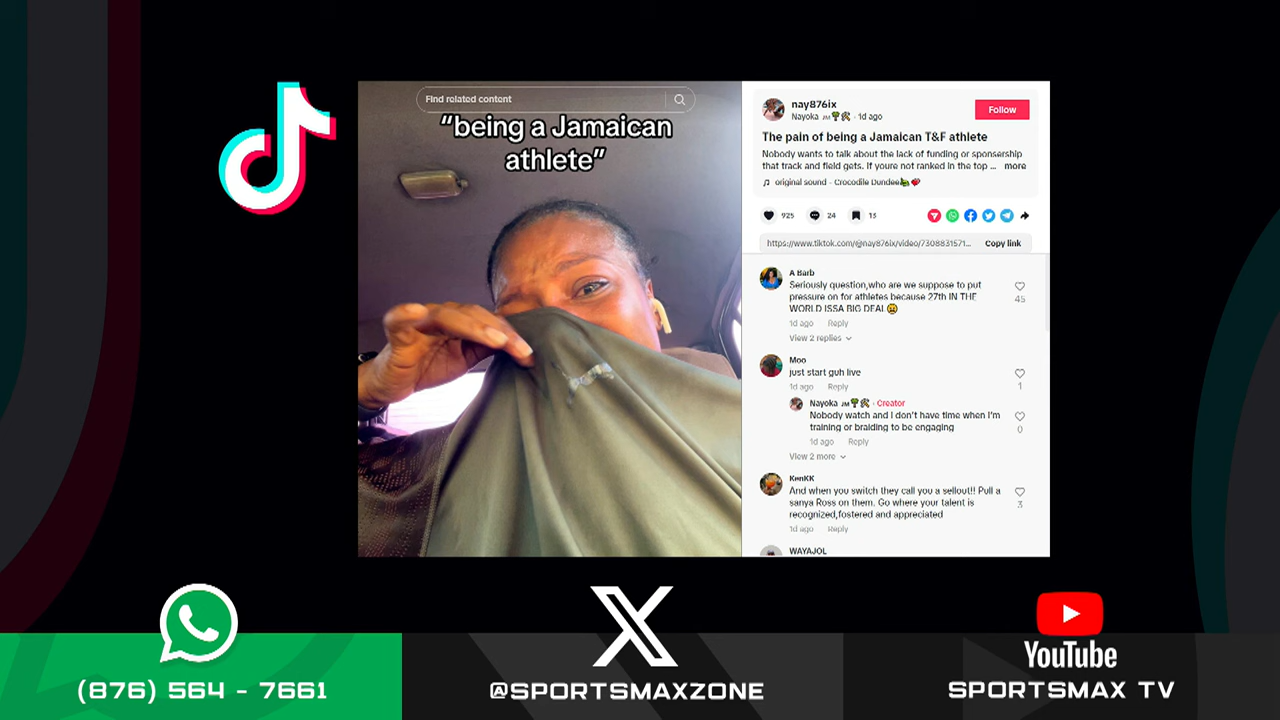 Find related content
"being a Jamaican
athlete"
nay876ix
Nayoka JM🌴🛠 · 1d ago
Follow
The pain of being a Jamaican T&F athlete
Nobody wants to talk about the lack of funding or sponsership
that track and field gets. If youre not ranked in the top ... more
♫ original sound - Crocodile Dundee
925
24
13
https://www.tiktok.com/@nay876ix/video/7308831571...
Copy link
A Barb
Seriously question,who are we suppose to put
pressure on for athletes because 27th IN THE
WORLD ISSA BIG DEAL😩
45
1d ago Reply
View 2 replies
Moo
just start guh live
1
1d ago Reply
Nayoka JM🌴🛠 · Creator
Nobody watch and I don't have time when I'm
training or braiding to be engaging
0
1d ago Reply
View 2 more
KenKK
And when you switch they call you a sellout!! Pull a
sanya Ross on them. Go where your talent is
recognized,fostered and appreciated
3
1d ago Reply
WAYAJOL
(876) 564 - 7661
@SPORTSMAXZONE
YouTube
SPORTSMAX TV